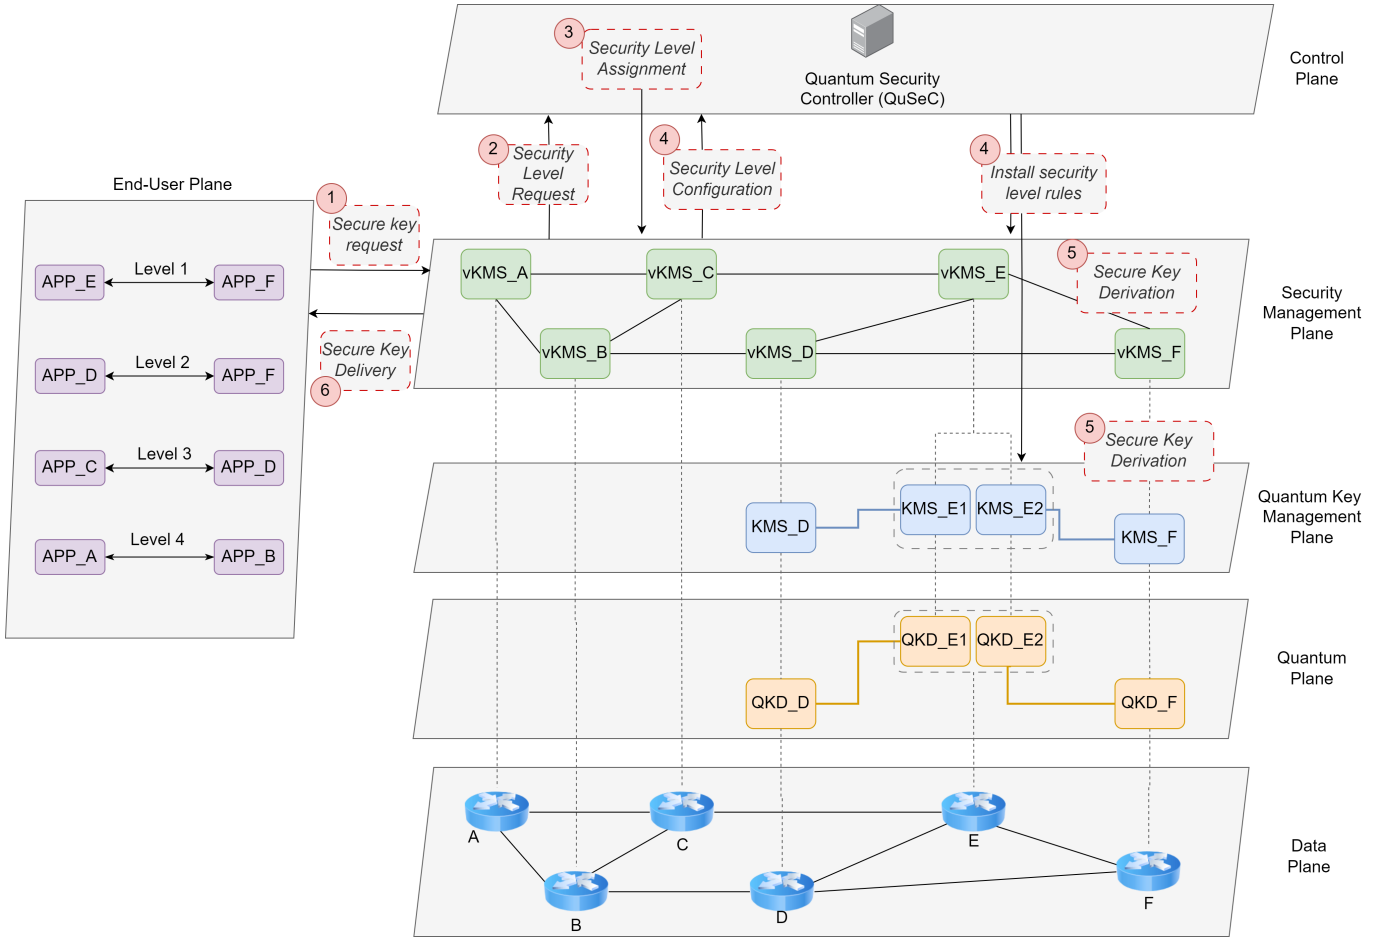 3
Security Level
Assignment
Quantum Security
Controller (QuSeC)
Control
Plane
2
Security
Level
Request
4
Security Level
Configuration
4
Install security
level rules
End-User Plane
1
Secure key
request
APP_E
Level 1
APP_F
APP_D
Level 2
APP_F
APP_C
Level 3
APP_D
APP_A
Level 4
APP_B
Secure Key
Delivery
6
vKMS_A
vKMS_C
vKMS_E
5
Secure Key
Derivation
vKMS_B
vKMS_D
vKMS_F
Security
Management
Plane
5
Secure Key
Derivation
KMS_D
KMS_E1
KMS_E2
KMS_F
Quantum Key
Management
Plane
QKD_E1
QKD_E2
QKD_D
QKD_F
Quantum
Plane
A
C
E
B
D
F
Data
Plane